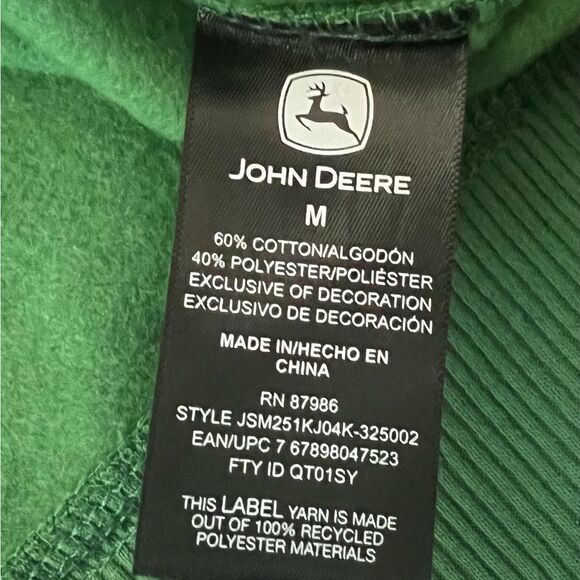 JOHN DEERE
M
60% COTTON/ALGODÓN
40% POLYESTER/POLIÉSTER
EXCLUSIVE OF DECORATION
EXCLUSIVO DE DECORACIÓN
MADE IN/HECHO EN
CHINA
RN 87986
STYLE JSM251KJ04K-325002
EAN/UPC 7 67898047523
FTY ID QT01SY
THIS LABEL YARN IS MADE
OUT OF 100% RECYCLED
POLYESTER MATERIALS